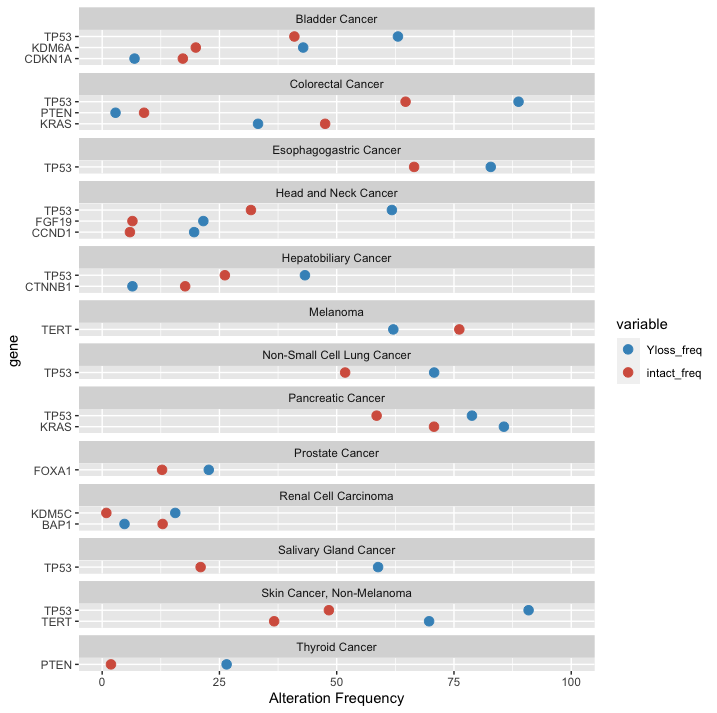 Bladder Cancer
TP53
KDM6A
CDKN1A
Colorectal Cancer
TP53
PTEN
KRAS
Esophagogastric Cancer
TP53
Head and Neck Cancer
TP53
FGF19
CCND1
Hepatobiliary Cancer
TP53
CTNNB1
Melanoma
TERT
Non-Small Cell Lung Cancer
TP53
Pancreatic Cancer
TP53
KRAS
Prostate Cancer
FOXA1
Renal Cell Carcinoma
KDM5C
BAP1
Salivary Gland Cancer
TP53
Skin Cancer, Non-Melanoma
TP53
TERT
Thyroid Cancer
PTEN
0 25 50 75 100
Alteration Frequency
gene
variable
Yloss_freq
intact_freq